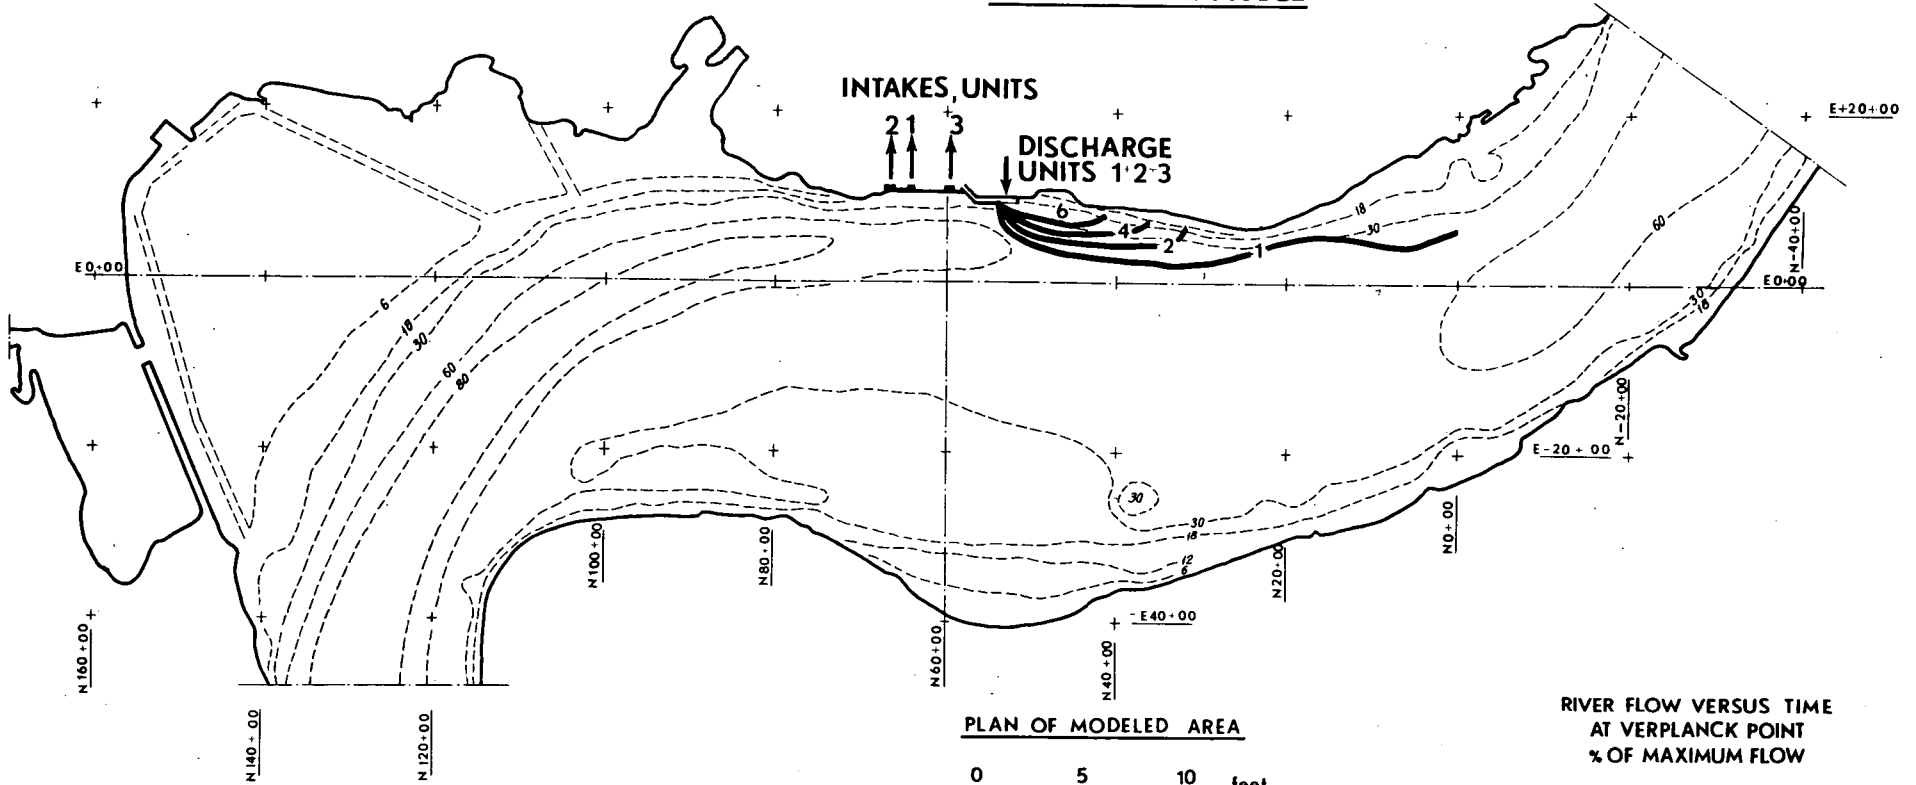 INTAKES, UNITS
2 1 3
DISCHARGE
UNITS 1·2·3
E+20+00
6
4
2
1
18
30
60
N-40+00
E0+00
E0+00
30
18
6
18
30
60
80
N-20+00
E-20+00
30
30
18
12
6
N100+00
N80+00
N0+00
N20+00
-E40+00
N160+00
N60+00
N40+00
N140+00
N120+00
PLAN OF MODELED AREA
0 5 10 feet
RIVER FLOW VERSUS TIME
AT VERPLANCK POINT
% OF MAXIMUM FLOW